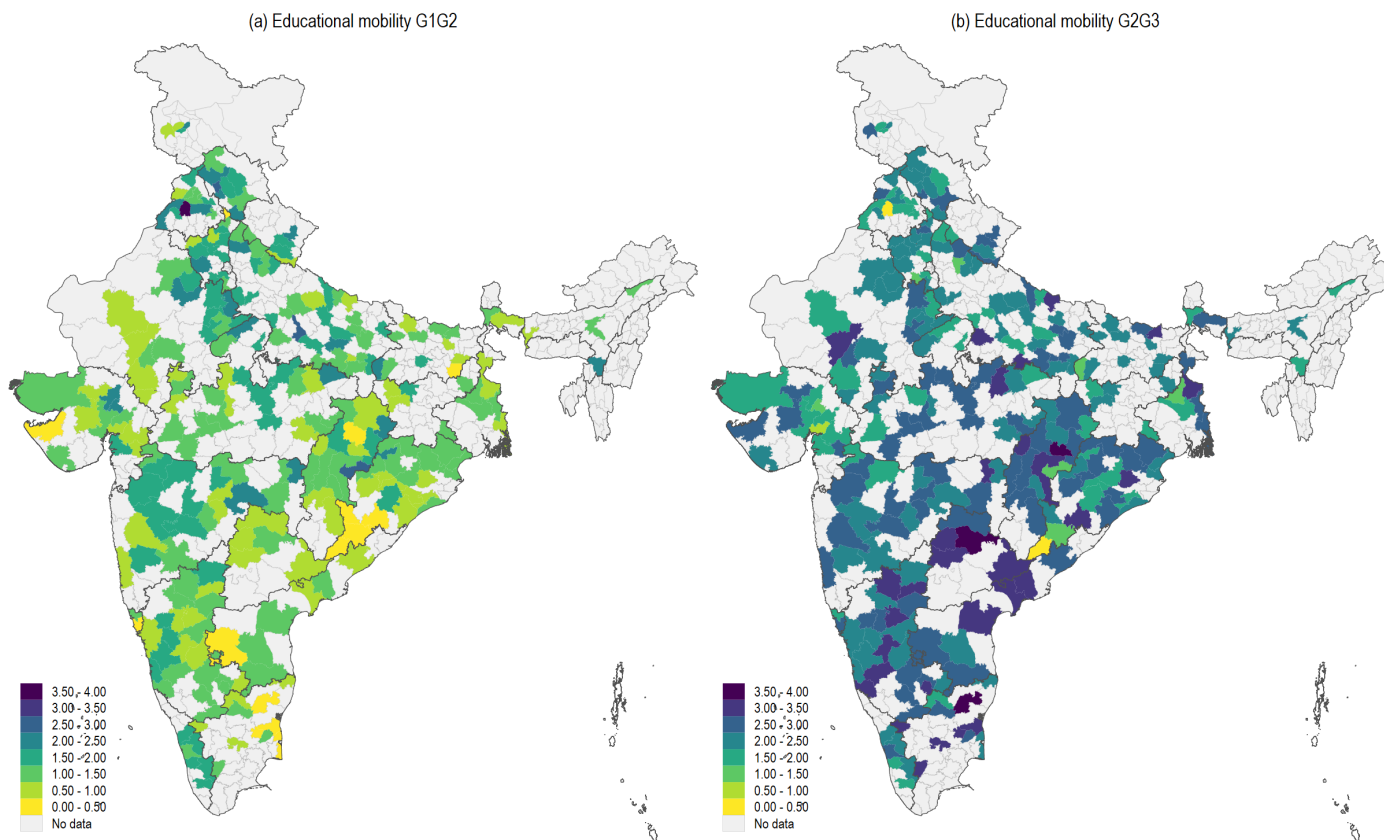 (a) Educational mobility G1G2
3.50 - 4.00
3.00 - 3.50
2.50 - 3.00
2.00 - 2.50
1.50 - 2.00
1.00 - 1.50
0.50 - 1.00
0.00 - 0.50
No data
(b) Educational mobility G2G3
3.50 - 4.00
3.00 - 3.50
2.50 - 3.00
2.00 - 2.50
1.50 - 2.00
1.00 - 1.50
0.50 - 1.00
0.00 - 0.50
No data